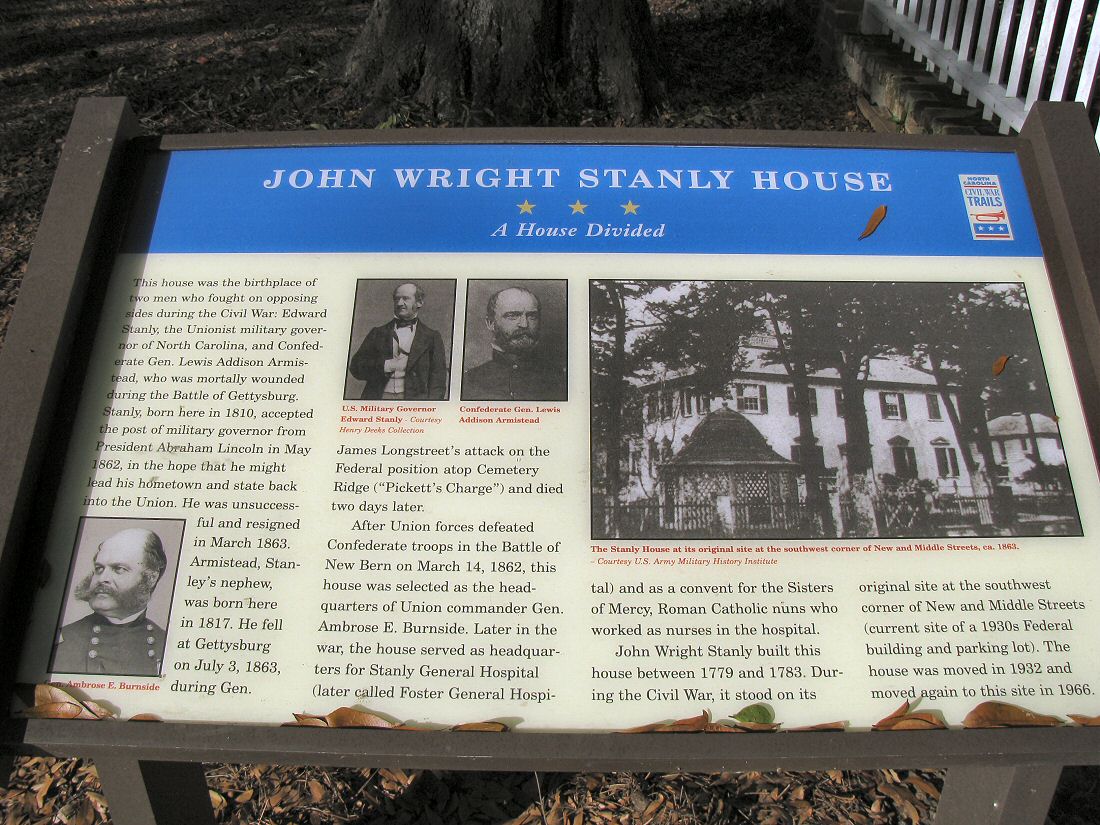 JOHN WRIGHT STANLY HOUSE
A House Divided
NORTH
CAROLINA
CIVIL WAR
TRAILS
This house was the birthplace of
two men who fought on opposing
sides during the Civil War: Edward
Stanly, the Unionist military gover-
nor of North Carolina, and Confed-
erate Gen. Lewis Addison Armis-
tead, who was mortally wounded
during the Battle of Gettysburg.
Stanly, born here in 1810, accepted
the post of military governor from
President Abraham Lincoln in May
1862, in the hope that he might
lead his hometown and state back
into the Union. He was unsuccess-
ful and resigned
in March 1863.
Armistead, Stan-
ley's nephew,
was born here
in 1817. He fell
at Gettysburg
on July 3, 1863,
during Gen.
Ambrose E. Burnside
U.S. Military Governor
Edward Stanly - Courtesy
Henry Deeks Collection
Confederate Gen. Lewis
Addison Armistead
James Longstreet's attack on the
Federal position atop Cemetery
Ridge ("Pickett's Charge") and died
two days later.
After Union forces defeated
Confederate troops in the Battle of
New Bern on March 14, 1862, this
house was selected as the head-
quarters of Union commander Gen.
Ambrose E. Burnside. Later in the
war, the house served as headquar-
ters for Stanly General Hospital
(later called Foster General Hospi-
The Stanly House at its original site at the southwest corner of New and Middle Streets, ca. 1863.
– Courtesy U.S. Army Military History Institute
tal) and as a convent for the Sisters
of Mercy, Roman Catholic nuns who
worked as nurses in the hospital.
John Wright Stanly built this
house between 1779 and 1783. Dur-
ing the Civil War, it stood on its
original site at the southwest
corner of New and Middle Streets
(current site of a 1930s Federal
building and parking lot). The
house was moved in 1932 and
moved again to this site in 1966.